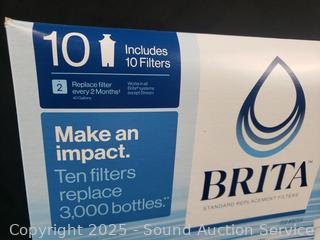 10 Includes
10 Filters
2 Replace filter
every 2 Months†
40 Gallons
Works in all
Brita® systems
except Stream
Make an
impact.
Ten filters
replace
3,000 bottles.**
BRITA™
STANDARD REPLACEMENT FILTERS
Copyright 2025 - Sound Auction Service